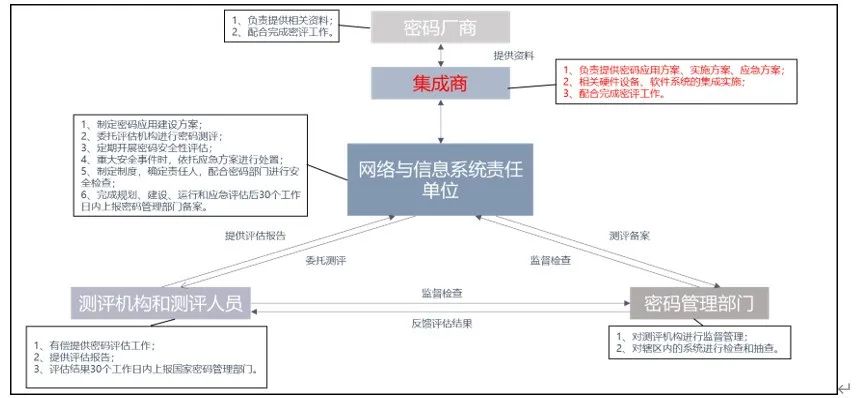 1、负责提供相关资料；
2、配合完成密评工作。
密码厂商
提供资料
集成商
1、负责提供密码应用方案、实施方案、应急方案；
2、相关硬件设备、软件系统的集成实施；
3、配合完成密评工作。
1、制定密码应用建设方案；
2、委托评估机构进行密码测评；
3、定期开展密码安全性评估；
4、重大安全事件时，依托应急方案进行处置；
5、制定制度，确定责任人，配合密码部门进行安
全检查；
6、完成规划、建设、运行和应急评估后30个工作
日内上报密码管理部门备案。
网络与信息系统责任
单位
提供评估报告
委托测评
测评备案
监督检查
测评机构和测评人员
监督检查
反馈评估结果
密码管理部门
1、有偿提供密码评估工作；
2、提供评估报告；
3、评估结果30个工作日内上报国家密码管理部门。
1、对测评机构进行监督管理；
2、对辖区内的系统进行检查和抽查。